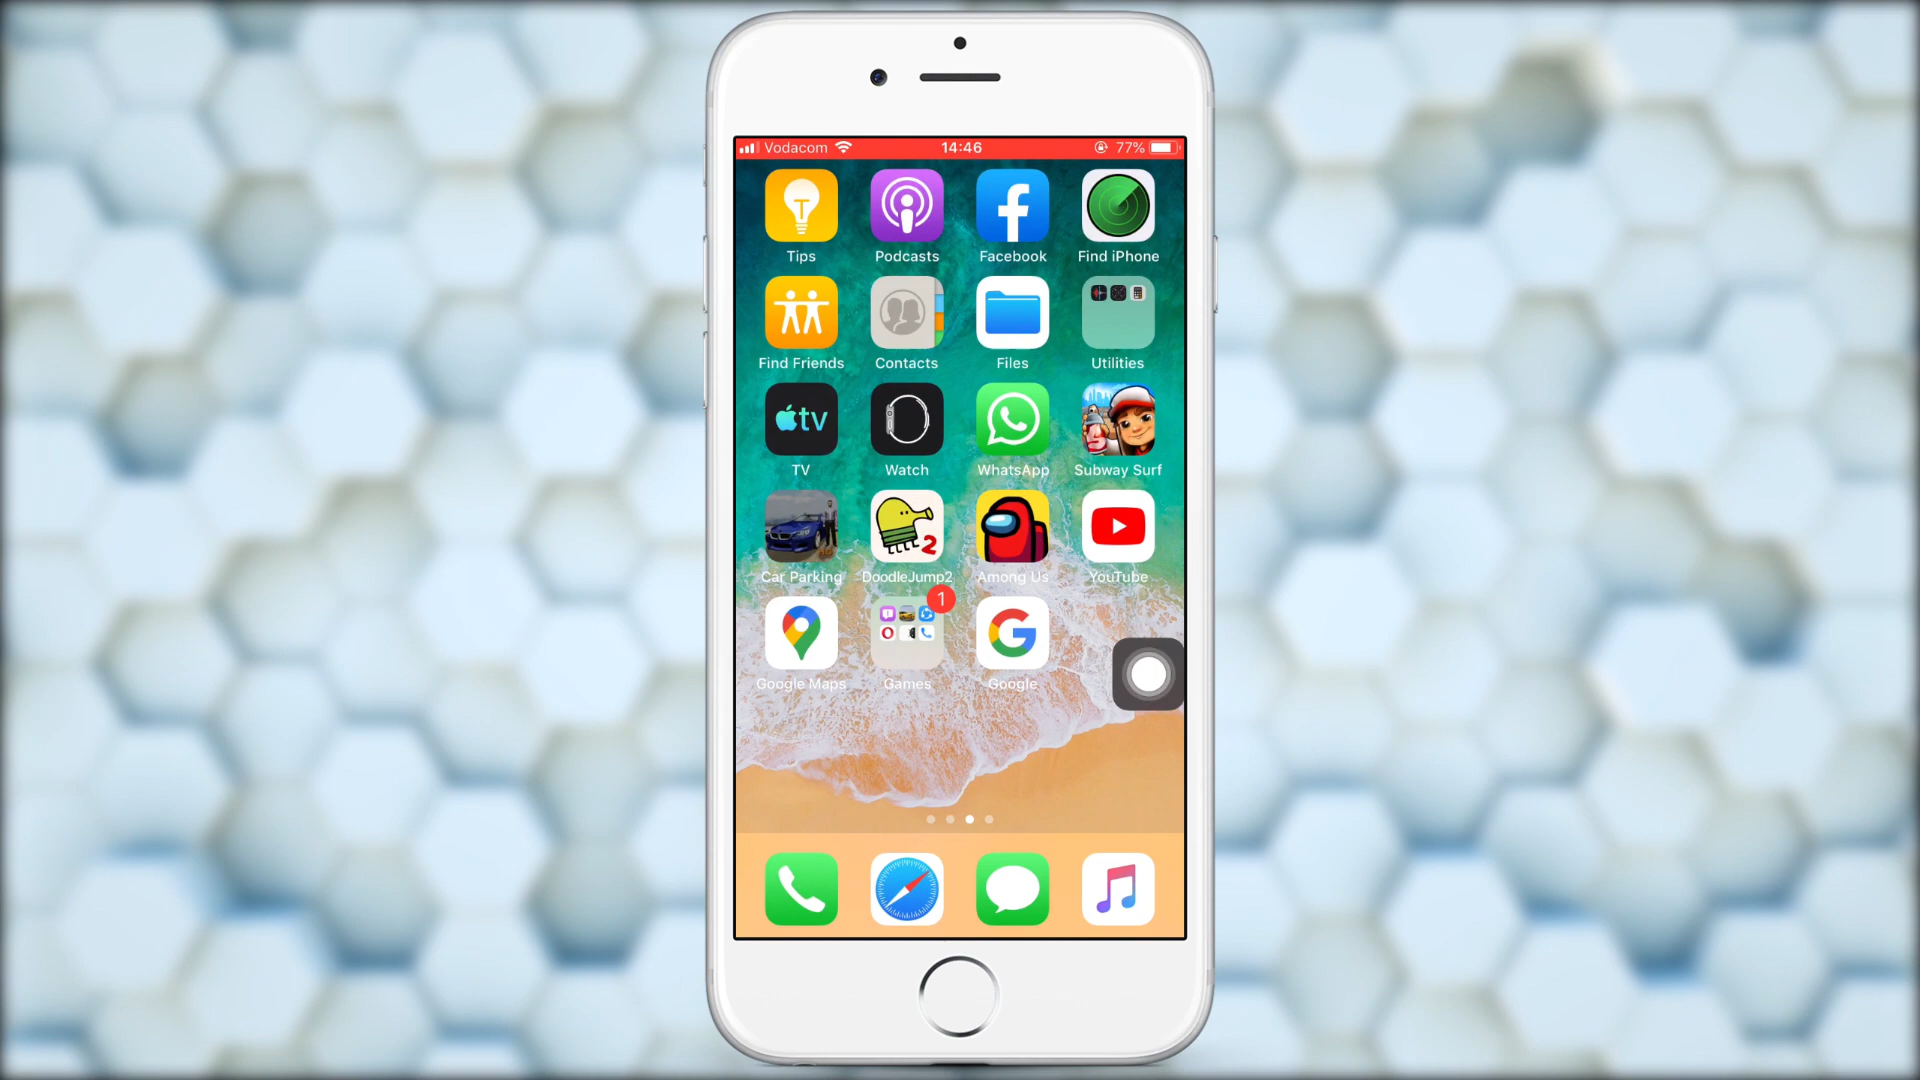 Vodacom 14:46 77%
Tips Podcasts Facebook Find iPhone
Find Friends Contacts Files Utilities
tv
TV Watch WhatsApp Subway Surf
2
Car Parking DoodleJump2 Among Us YouTube
1
Google Maps Games Google